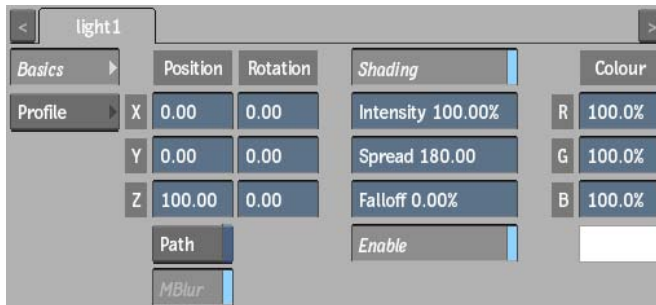 < light1 >
Basics Position Rotation Shading Colour
Profile X 0.00 0.00 Intensity 100.00% R 100.0%
Y 0.00 0.00 Spread 180.00 G 100.0%
Z 100.00 0.00 Falloff 0.00% B 100.0%
Path Enable
MBlur